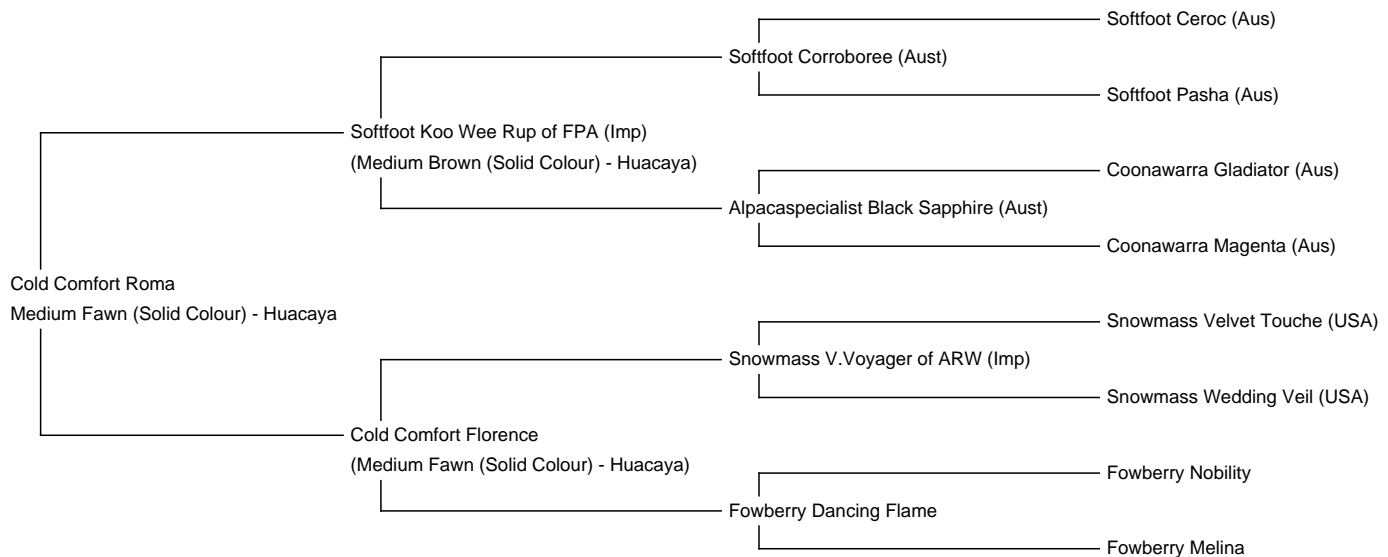 Softfoot Ceroc (Aus)
Softfoot Corroboree (Aust)
Softfoot Pasha (Aus)
Softfoot Koo Wee Rup of FPA (Imp)
(Medium Brown (Solid Colour) - Huacaya)
Coonawarra Gladiator (Aus)
Alpacaspecialist Black Sapphire (Aust)
Coonawarra Magenta (Aus)
Cold Comfort Roma
Medium Fawn (Solid Colour) - Huacaya
Snowmass Velvet Touche (USA)
Snowmass V.Voyager of ARW (Imp)
Snowmass Wedding Veil (USA)
Cold Comfort Florence
(Medium Fawn (Solid Colour) - Huacaya)
Fowberry Nobility
Fowberry Dancing Flame
Fowberry Melina